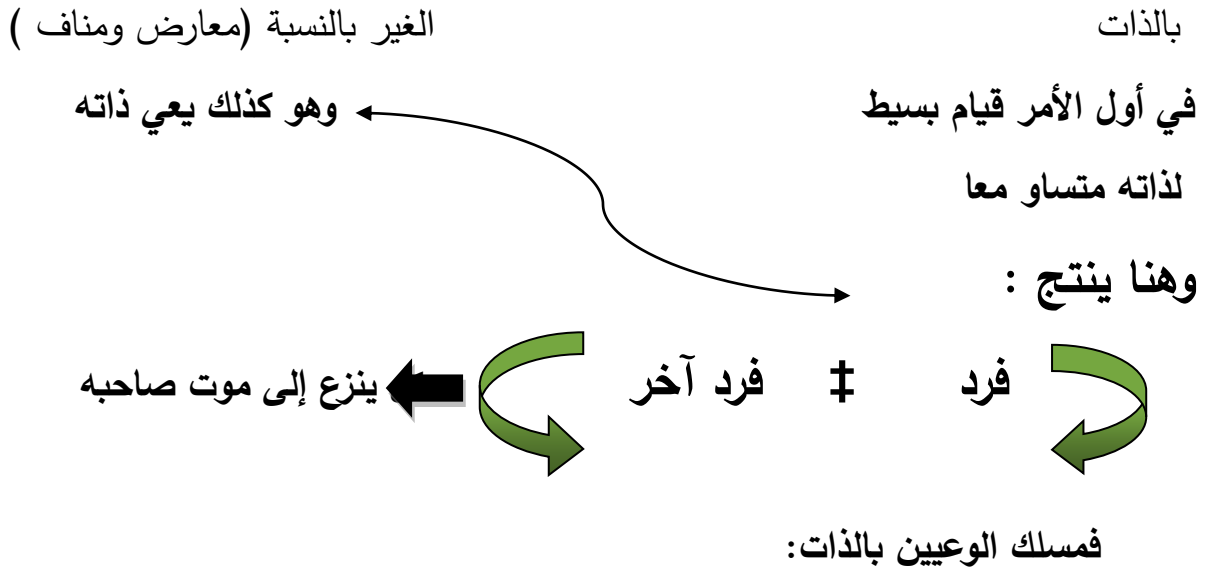 بالذات الغير بالنسبة (معارض ومناف )
في أول الأمر قيام بسيط وهو كذلك يعي ذاته
لذاته متساو معا
وهنا ينتج :
فرد ‡ فرد آخر ينزع إلى موت صاحبه
فمسلك الوعيين بالذات: